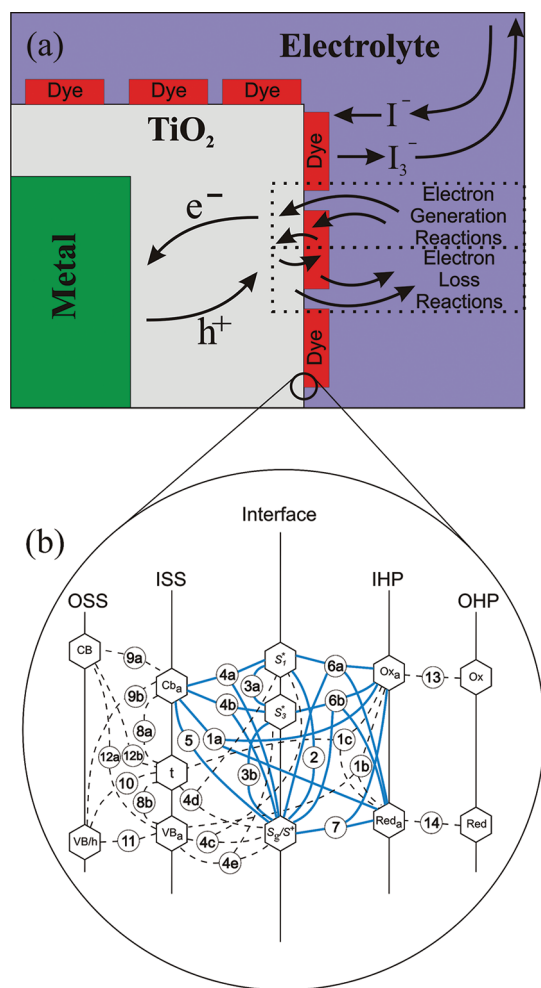 (a)
Electrolyte
Dye Dye Dye
TiO₂
I⁻
Dye
I₃⁻
e⁻
Electron
Generation
Reactions
Electron
Loss
Reactions
Metal
h⁺
Dye
Interface
(b)
ISS IHP
OSS OHP
CB 9a S₁* 6a
4a Oxₐ 13 Ox
Cbₐ 3a
9b 4b S₃* 6b
8a 5 1a 1c
12a 12b 2 1b
10 t 3b
8b 4d
VB/h 11 VBₐ 4c S_g/S⁺ 7 Redₐ 14 Red
4e